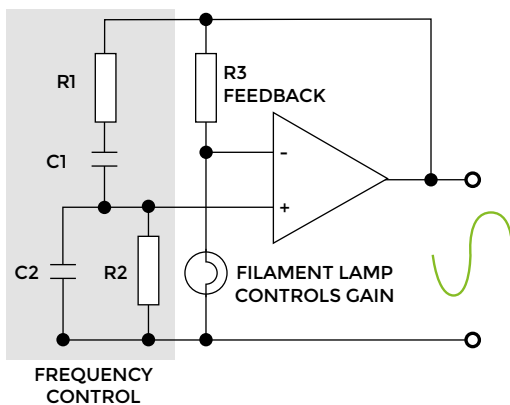 R1
R3
FEEDBACK
C1
-
+
C2
R2
FILAMENT LAMP
CONTROLS GAIN
FREQUENCY
CONTROL